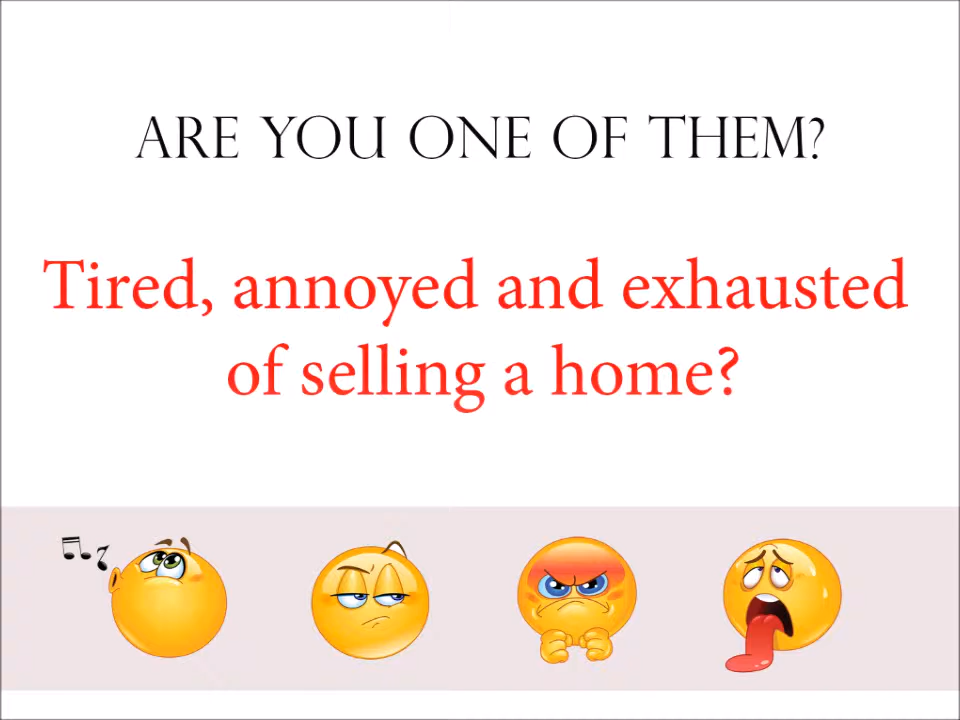 ARE YOU ONE OF THEM?
Tired, annoyed and exhausted
of selling a home?